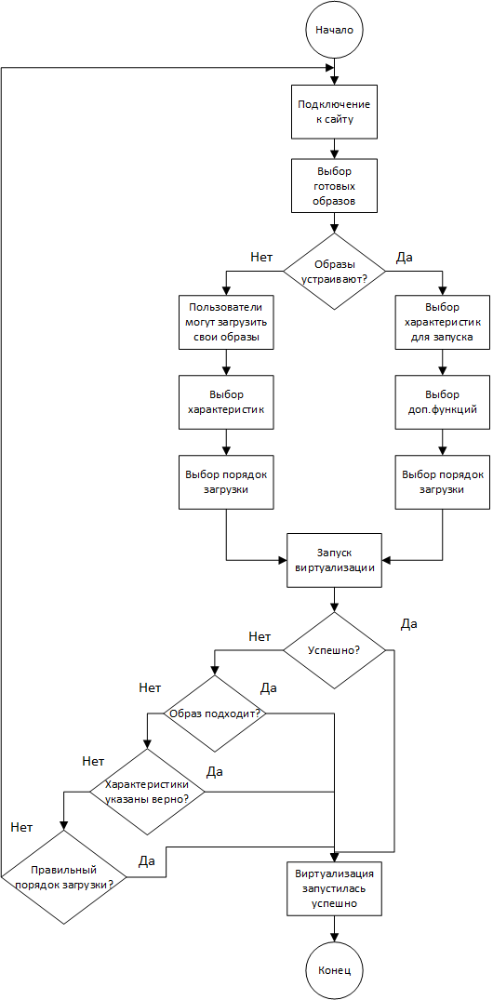 Начало
Подключение
к сайту
Выбор
готовых
образов
Образы
устраивают?
Нет
Да
Пользователи
могут загрузить
свои образы
Выбор
характеристик
для запуска
Выбор
характеристик
Выбор
доп.функций
Выбор порядок
загрузки
Выбор порядок
загрузки
Запуск
виртуализации
Успешно?
Нет
Да
Образ подходит?
Нет
Да
Характеристики
указаны верно?
Нет
Да
Правильный
порядок загрузки?
Нет
Да
Виртуализация
запустилась
успешно
Конец